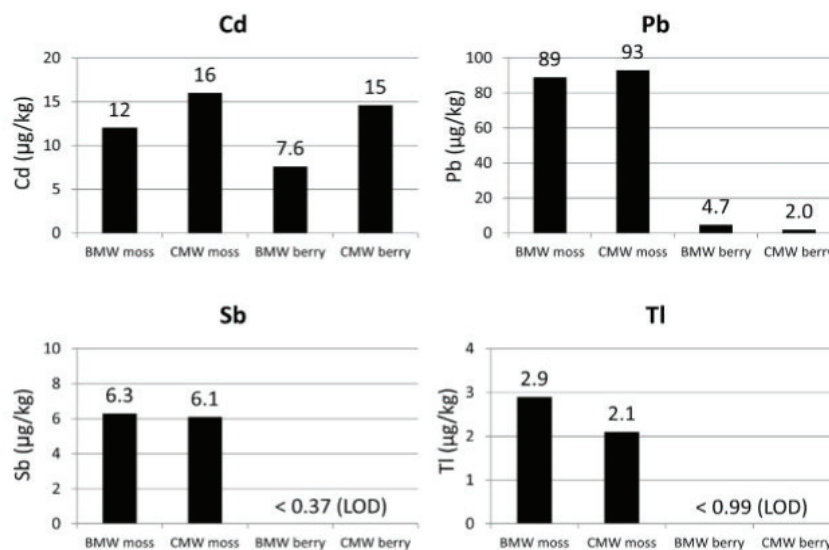 Cd
Cd (µg/kg)
20
15
10
5
0
12
16
7.6
15
BMW moss CMW moss BMW berry CMW berry
Pb
Pb (µg/kg)
100
80
60
40
20
0
89
93
4.7
2.0
BMW moss CMW moss BMW berry CMW berry
Sb
Sb (µg/kg)
10
8
6
4
2
0
6.3
6.1
< 0.37 (LOD)
BMW moss CMW moss BMW berry CMW berry
Tl
Tl (µg/kg)
4
3
2
1
0
2.9
2.1
< 0.99 (LOD)
BMW moss CMW moss BMW berry CMW berry